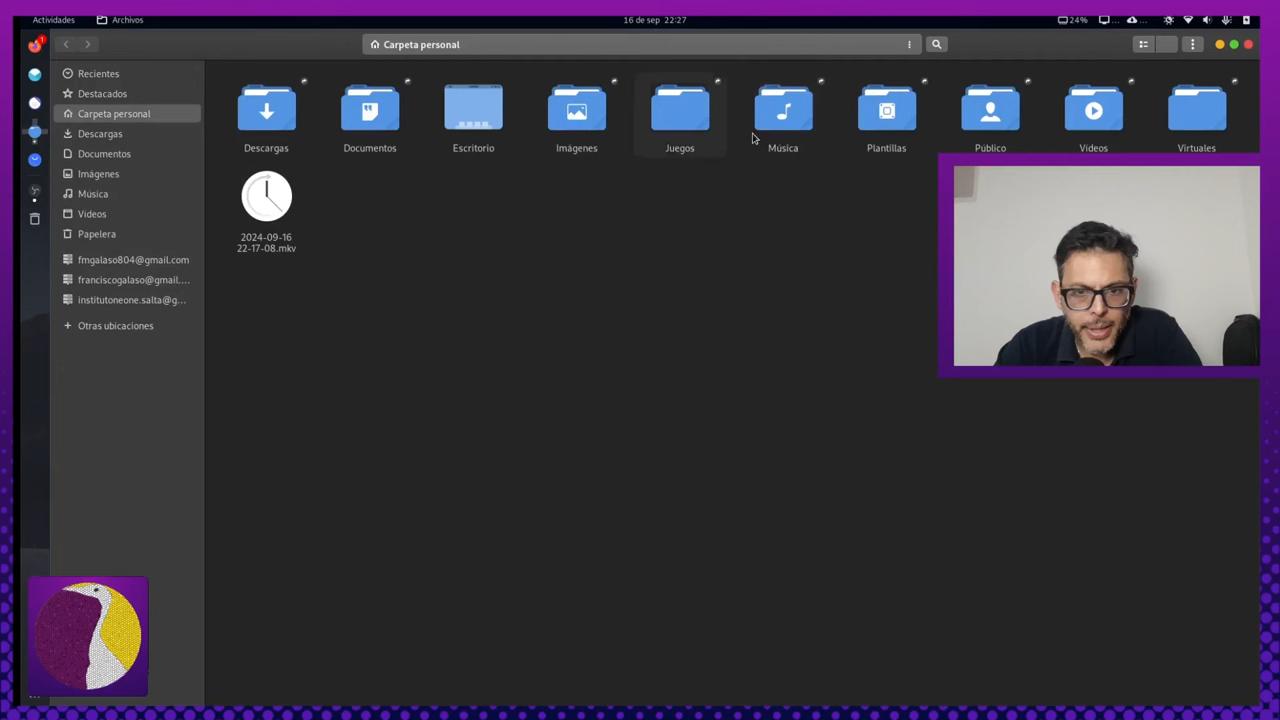 Actividades
Archivos
16 de sep 22:27
24%
Carpeta personal
Recientes
Destacados
Carpeta personal
Descargas
Documentos
Imágenes
Música
Vídeos
Papelera
fmgalaso804@gmail.com
franciscogalaso@gmail....
institutoneone.salta@g...
+ Otras ubicaciones
Descargas
Documentos
Escritorio
Imágenes
Juegos
Música
Plantillas
Público
Vídeos
Virtuales
2024-09-16
22-17-08.mkv